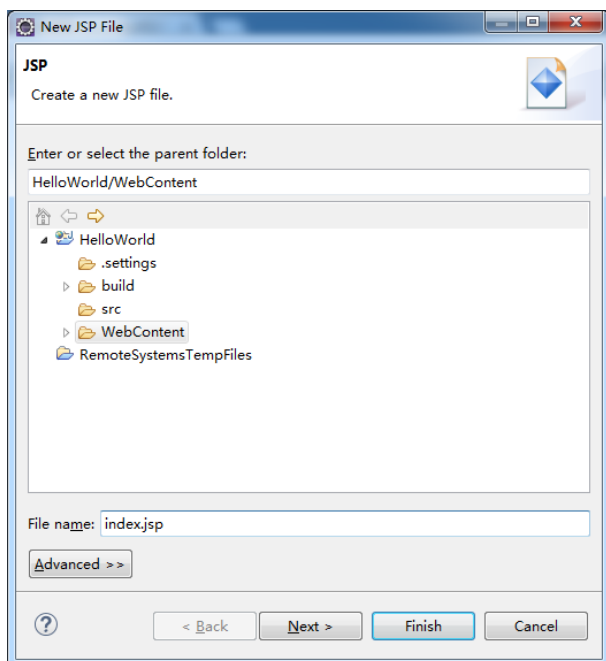 New JSP File
JSP
Create a new JSP file.
Enter or select the parent folder:
HelloWorld/WebContent
HelloWorld
.settings
build
src
WebContent
RemoteSystemsTempFiles
File name: index.jsp
Advanced >>
< Back Next > Finish Cancel